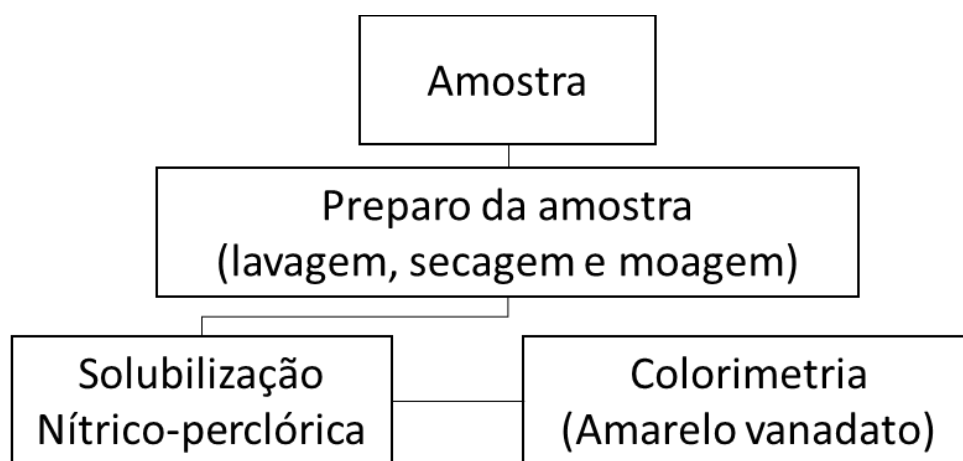 Amostra
Preparo da amostra
(lavagem, secagem e moagem)
Solubilização
Nítrico-perclórica
Colorimetria
(Amarelo vanadato)